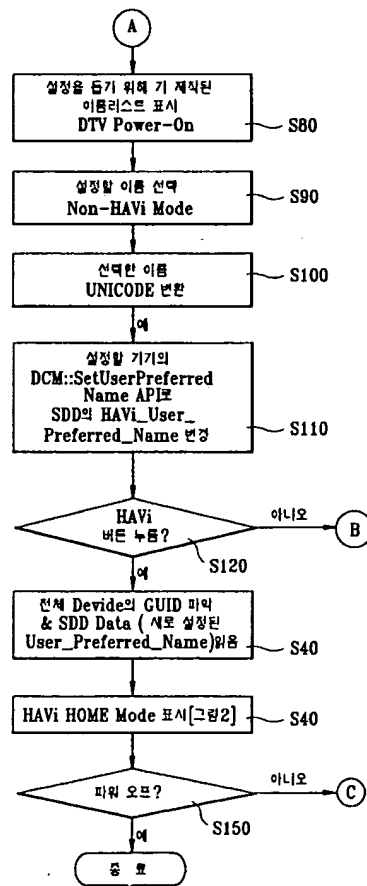 A
설정을 돕기 위해 기 제작된
이름리스트 표시
DTV Power-On
S80
설정할 이름 선택
Non-HAVi Mode
S90
선택한 이름
UNICODE 변환
S100
예
설정할 기기의
DCM::SetUserPreferred
Name API로
SDD의 HAVi_User_
Preferred_Name 변경
S110
HAVi
버튼 누름?
아니오
B
S120
예
전체 Devide의 GUID 파악
& SDD Data ( 새로 설정된
User_Preferred_Name)읽음
S40
HAVi HOME Mode 표시[그림2]
S40
파워 오프?
아니오
C
S150
예
종 료